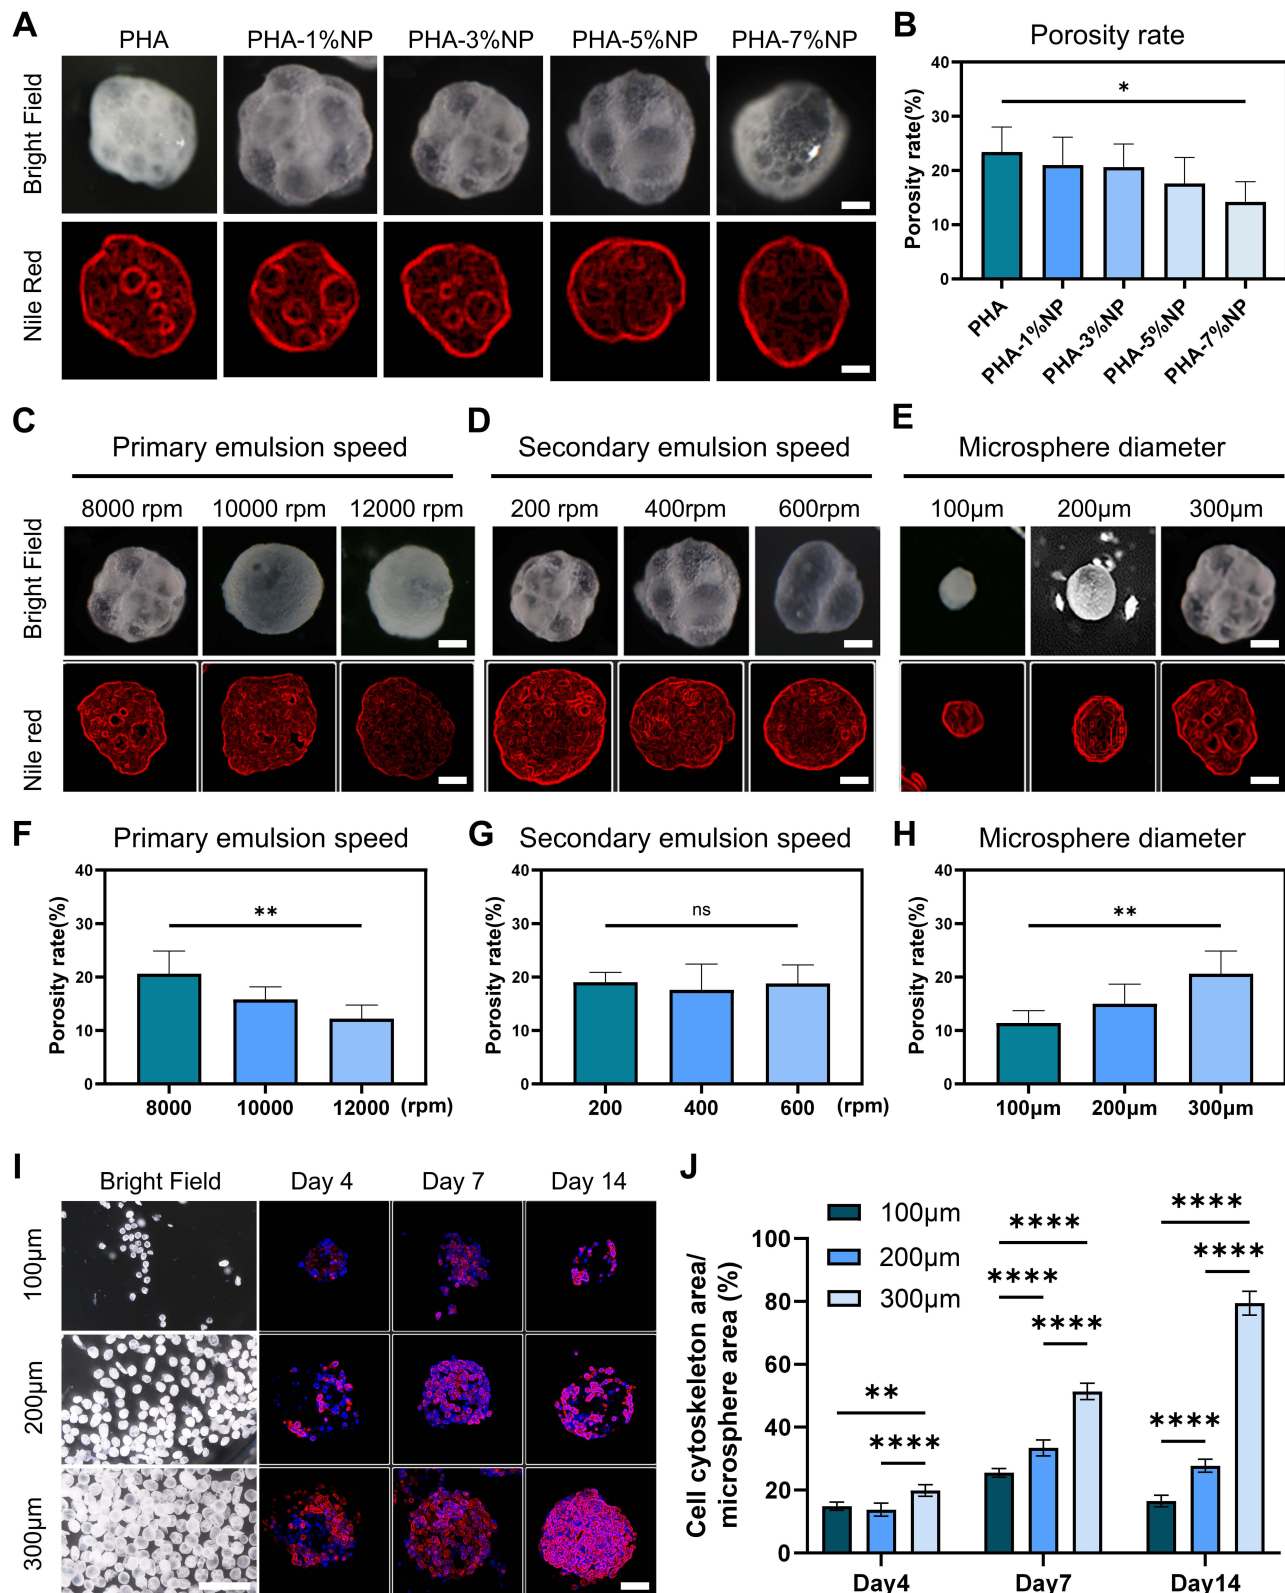 A
PHA PHA-1%NP PHA-3%NP PHA-5%NP PHA-7%NP
Bright Field
Nile Red
B
Porosity rate
Porosity rate(%)
40
30
20
10
0
*
PHA PHA-1%NP PHA-3%NP PHA-5%NP PHA-7%NP
C
Primary emulsion speed
8000 rpm 10000 rpm 12000 rpm
Bright Field
Nile red
D
Secondary emulsion speed
200 rpm 400rpm 600rpm
E
Microsphere diameter
100μm 200μm 300μm
F
Primary emulsion speed
Porosity rate(%)
40
30
20
10
0
**
8000 10000 12000 (rpm)
G
Secondary emulsion speed
Porosity rate(%)
40
30
20
10
0
ns
200 400 600 (rpm)
H
Microsphere diameter
Porosity rate(%)
40
30
20
10
0
**
100μm 200μm 300μm
I
Bright Field Day 4 Day 7 Day 14
100μm
200μm
300μm
J
Cell cytoskeleton area/
microsphere area (%)
100
80
60
40
20
0
100μm
200μm
300μm
**
****
****
****
****
****
****
****
Day4 Day7 Day14